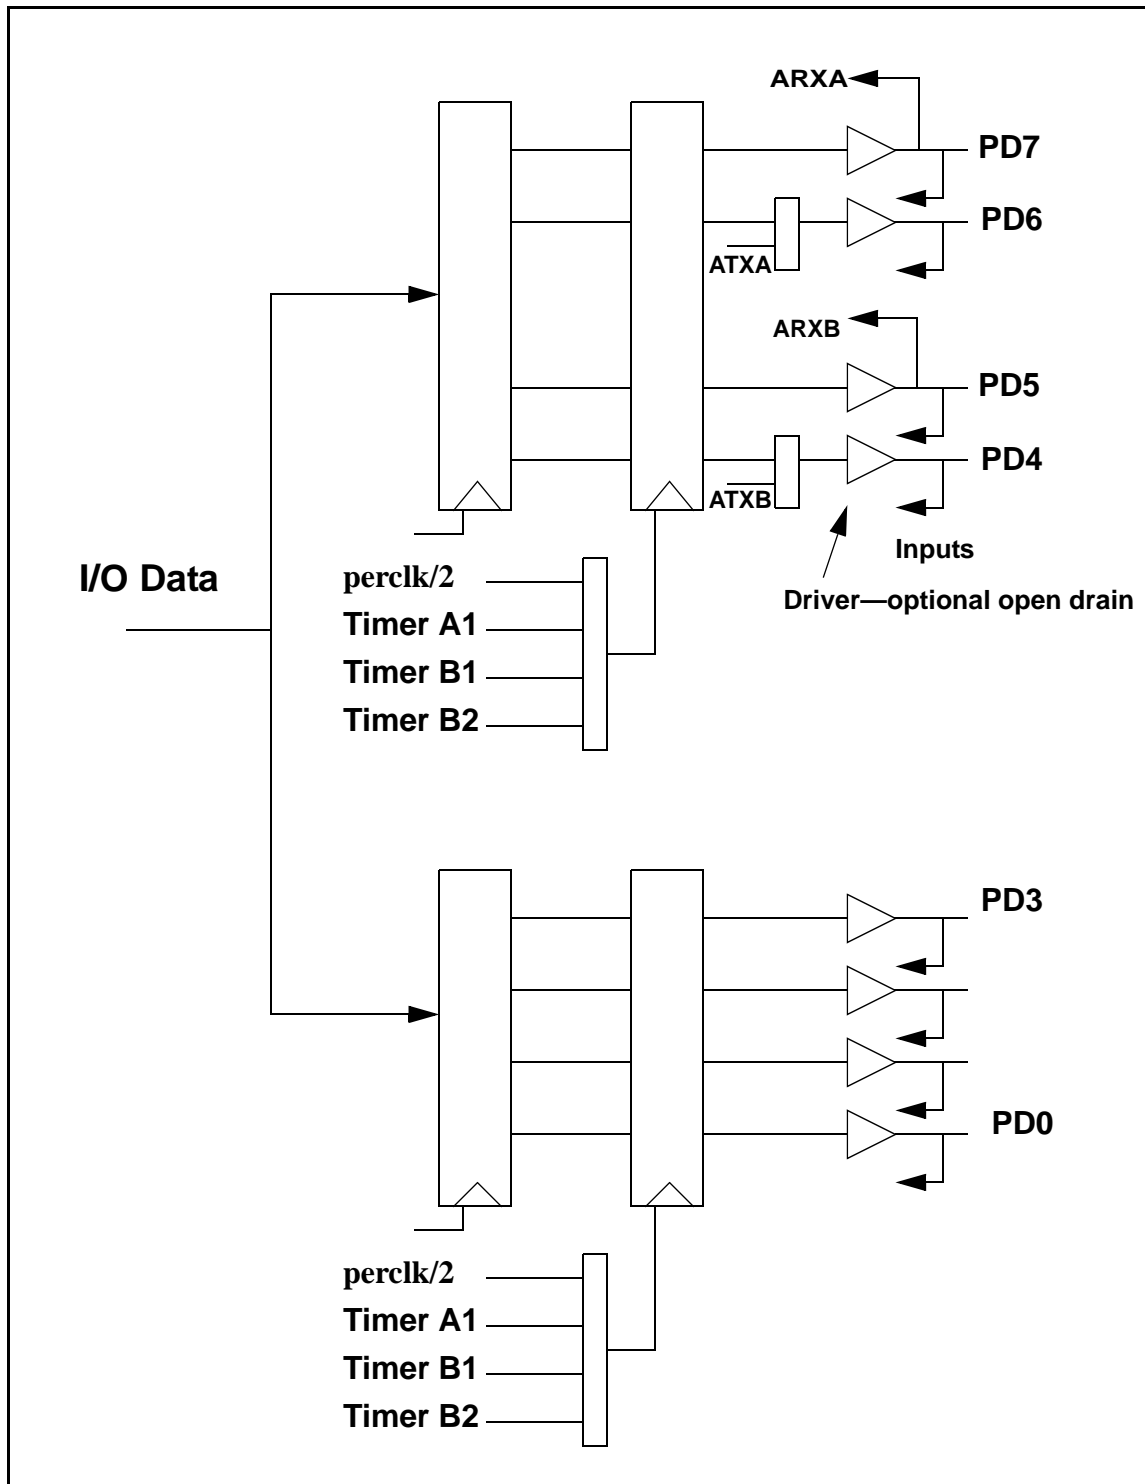 ARXA
PD7
PD6
ATXA
ARXB
PD5
PD4
ATXB
Inputs
Driver—optional open drain
I/O Data
perclk/2
Timer A1
Timer B1
Timer B2
PD3
PD0
perclk/2
Timer A1
Timer B1
Timer B2